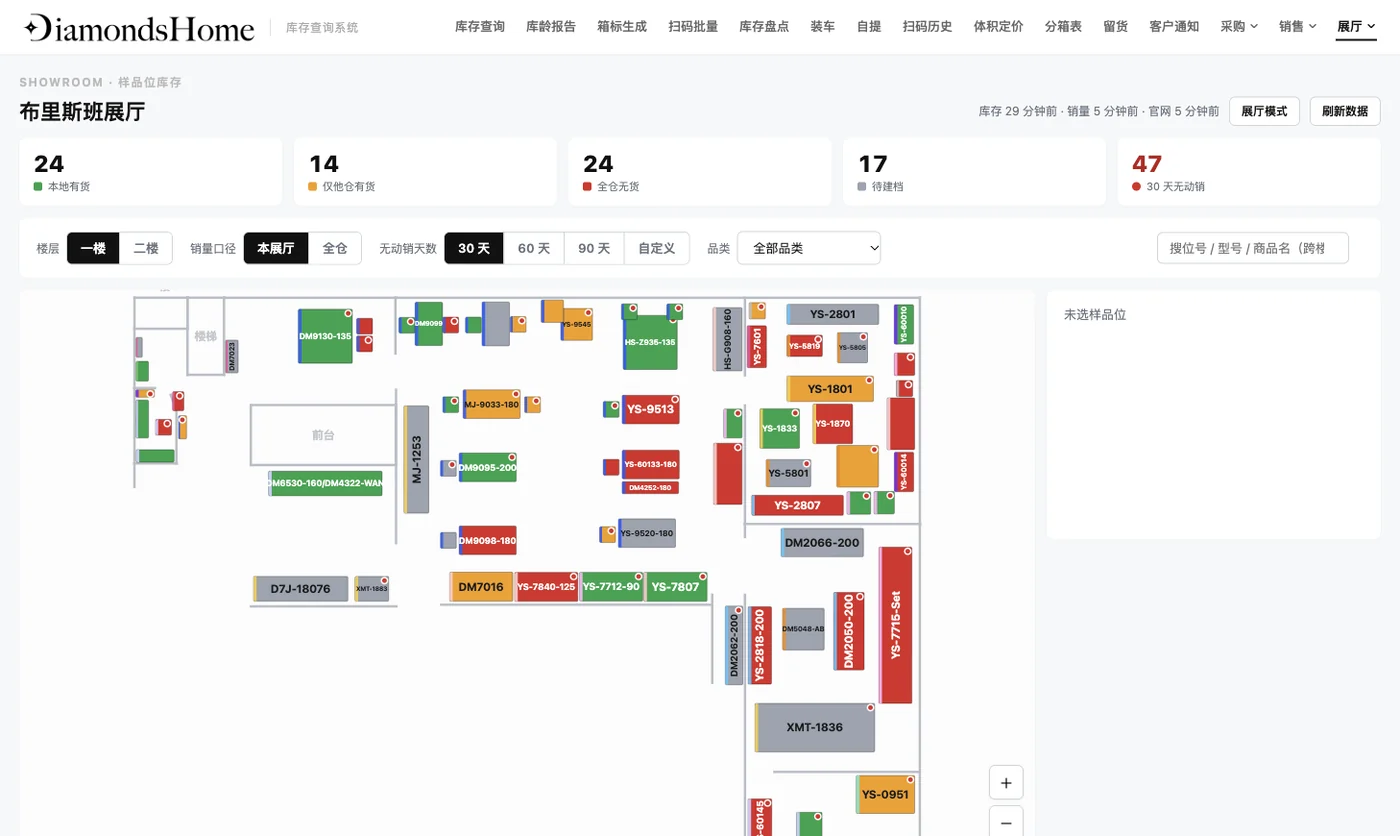 DiamondsHome
库存查询系统
库存查询 库龄报告 箱标生成 扫码批量 库存盘点 装车 自提 扫码历史 体积定价 分箱表 留货 客户通知 采购 销售 展厅
SHOWROOM · 样品位库存
布里斯班展厅
库存 29 分钟前 · 销量 5 分钟前 · 官网 5 分钟前 展厅模式 刷新数据
24 14 24 17 47
本地有货 仅他仓有货 全仓无货 待建档 30 天无动销
楼层 一楼 二楼 销量口径 本展厅 全仓 无动销天数 30 天 60 天 90 天 自定义 品类 全部品类 搜位号 / 型号 / 商品名（跨楼
未选样品位
楼梯
DM7023
DM9130-135
DM9099
YS-9545
HS-Z936-135
HS-G908-160
YS-7601
YS-2801
YS-5819
YS-5805
YS-60010
YS-1801
前台
MJ-1253
MJ-9033-180
YS-9513
YS-1833
YS-1870
DM9095-200
YS-60133-180
DM4252-180
YS-5801
YS-60014
DM6530-160/DM4322-WAN
YS-2807
DM9098-180
YS-9520-180
DM2066-200
D7J-18076
XMT-1883
DM7016
YS-7840-125
YS-7712-90
YS-7807
DM2062-200
YS-2818-200
DM5048-AB
DM2050-200
YS-7715-Set
XMT-1836
YS-0951
YS-60145
+
−